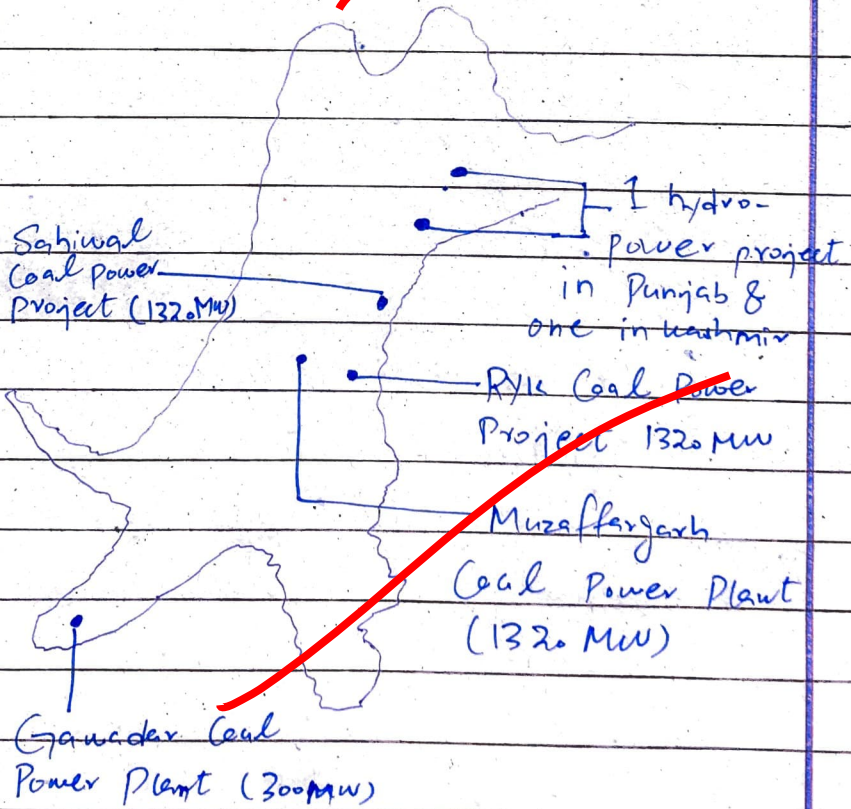 1 hydro-
power project
in Punjab &
one in Kashmir
Sahiwal
Coal Power
Project (1320MW)
RYK Coal Power
Project 1320 MW
Muzaffargarh
Coal Power Plant
(1320 MW)
Gawadar Coal
Power Plant (300MW)